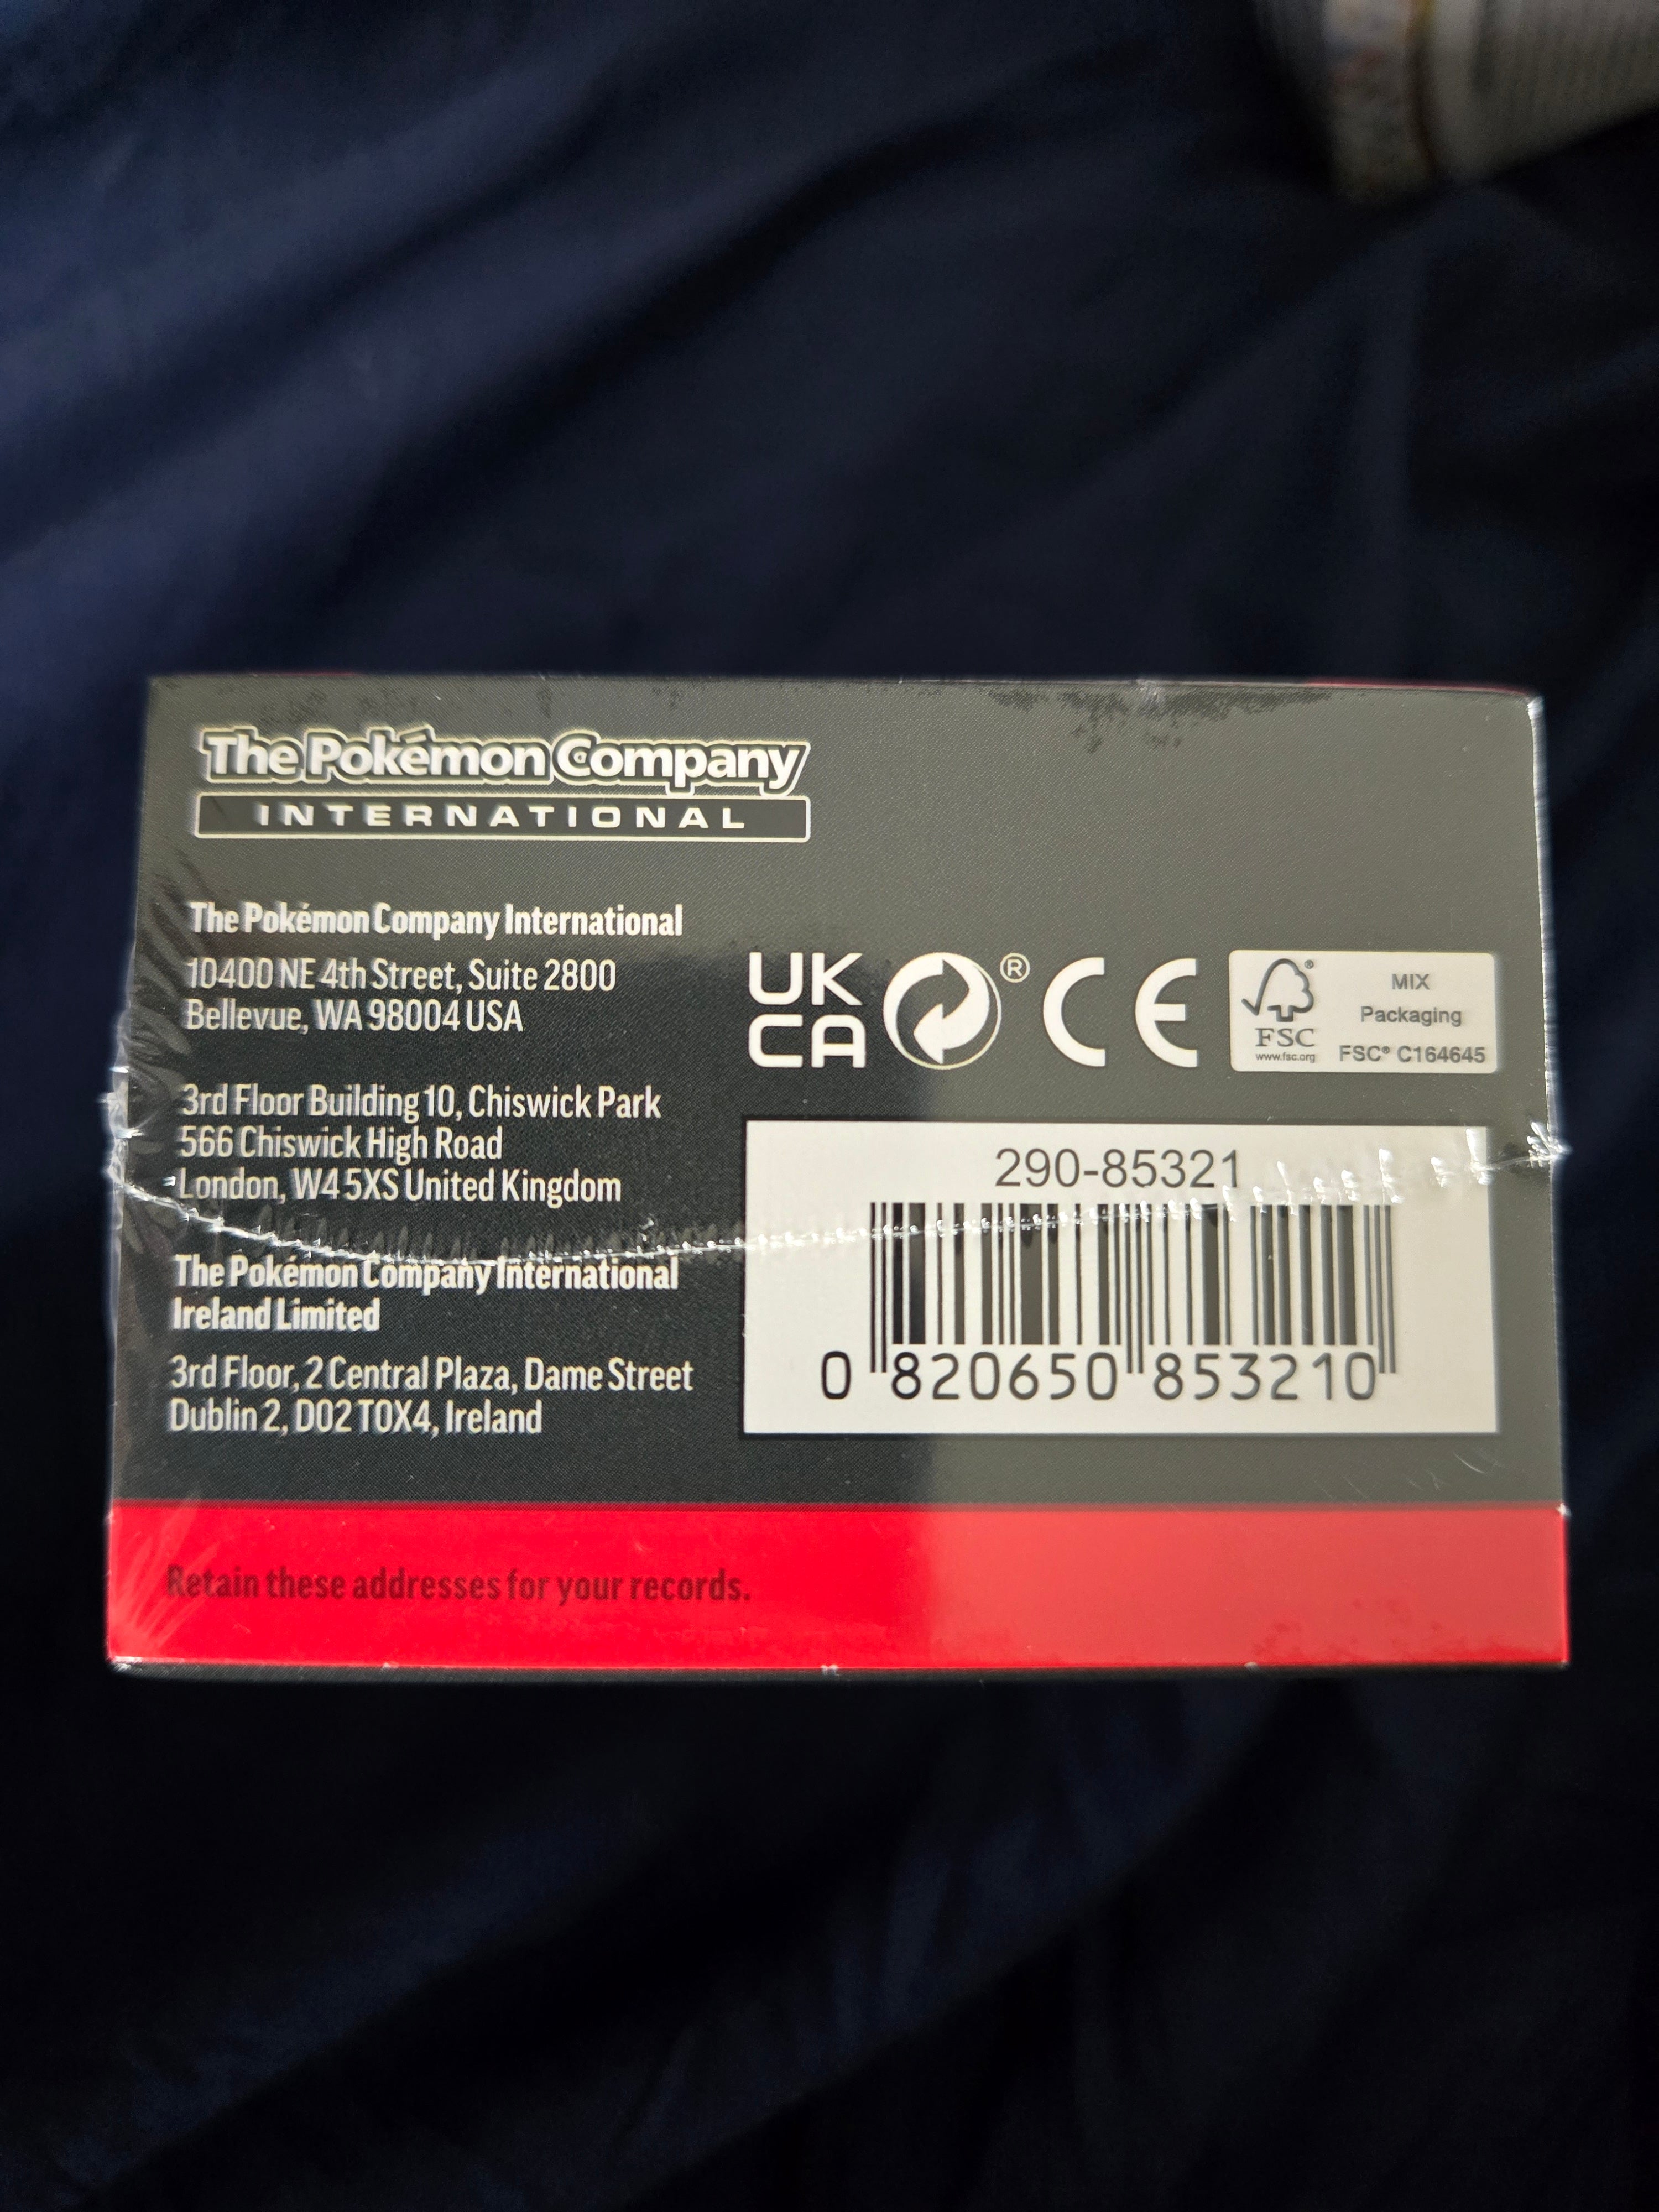 The Pokémon Company
INTERNATIONAL
The Pokémon Company International
10400 NE 4th Street, Suite 2800
Bellevue, WA 98004 USA
3rd Floor Building 10, Chiswick Park
566 Chiswick High Road
London, W4 5XS United Kingdom
The Pokémon Company International
Ireland Limited
3rd Floor, 2 Central Plaza, Dame Street
Dublin 2, D02 T0X4, Ireland
UK
CA
®
CE
FSC®
www.fsc.org
MIX
Packaging
FSC® C164645
290-85321
0 820650 853210
Retain these addresses for your records.